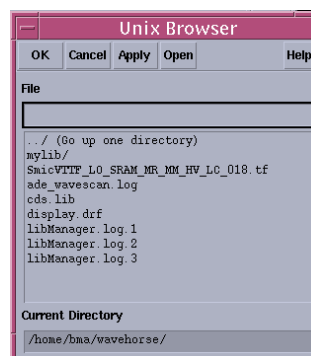 Unix Browser
OK Cancel Apply Open Help
File
../ (Go up one directory)
mylib/
SmicVTTF_L0_SRAM_MR_MM_HV_LC_018.tf
ade_wavescan.log
cds.lib
display.drf
libManager.log.1
libManager.log.2
libManager.log.3
Current Directory
/home/bma/wavehorse/